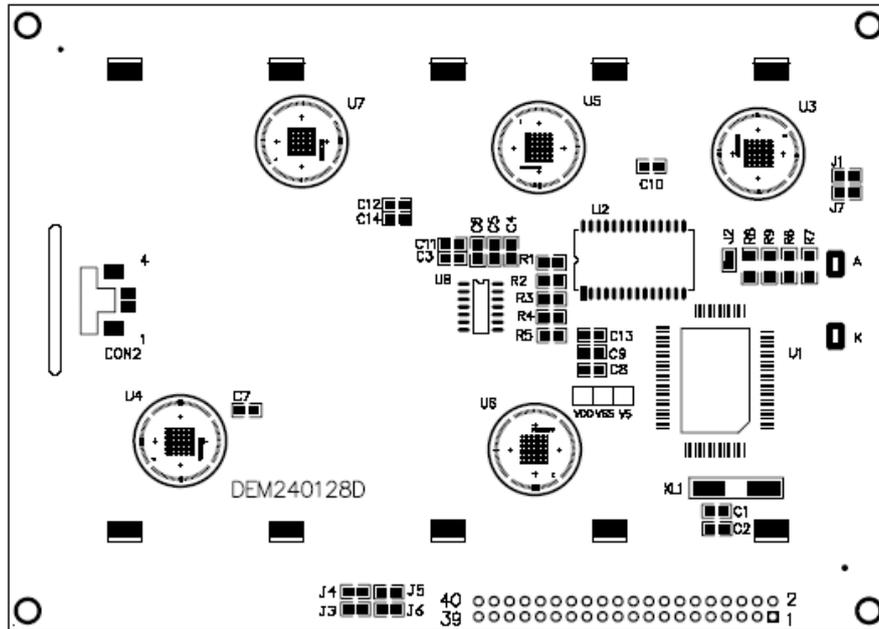 U7
U5
U3
C10
J1
J7
C12
C14
C6 C5 C4
U2
C11
C3
R1
J2 R8 R9 R6 R7
4
U8
R2
A
R3
R4
R5
1
CON2
C13
C9
C8
K
U1
U4
C7
U6
VDD VSS V5
DEM240128D
XL1
C1
C2
J4 J5
J3 J6
40 2
39 1